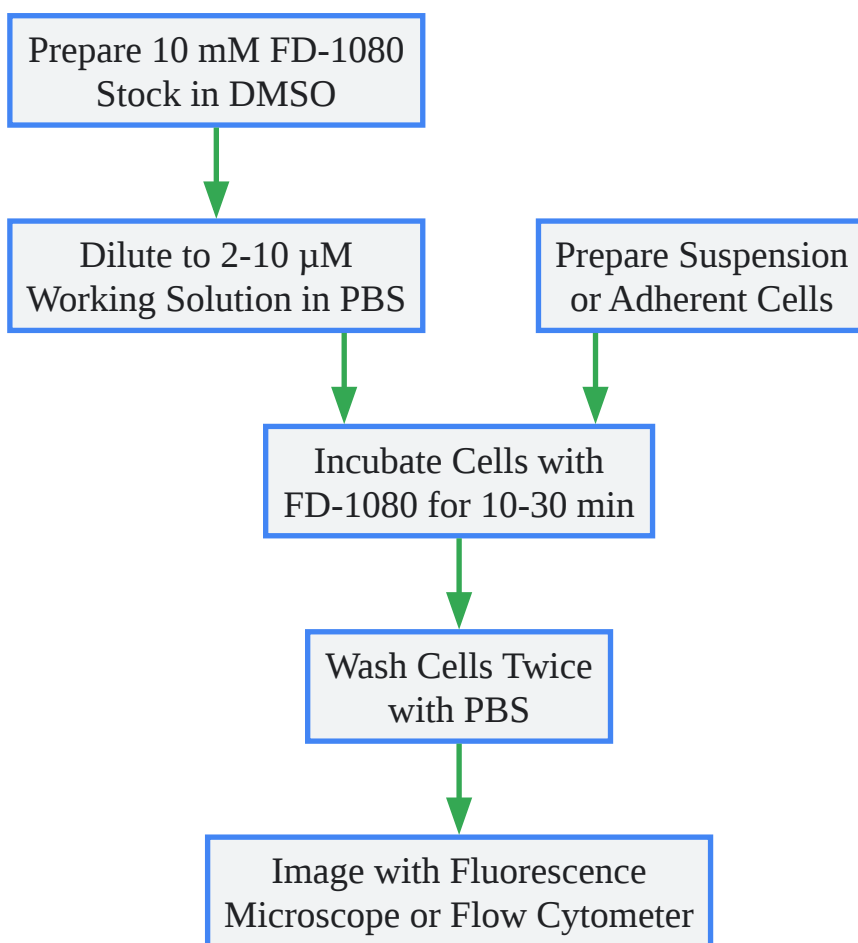 Prepare 10 mM FD-1080
Stock in DMSO
Dilute to 2-10 µM
Working Solution in PBS
Prepare Suspension
or Adherent Cells
Incubate Cells with
FD-1080 for 10-30 min
Wash Cells Twice
with PBS
Image with Fluorescence
Microscope or Flow Cytometer